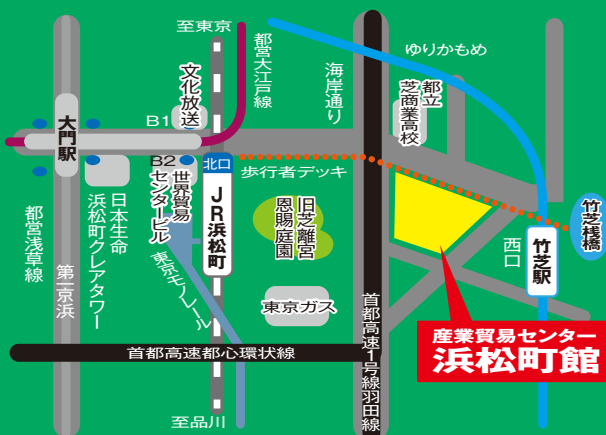 至東京
都営大江戸線
文化放送
海岸通り
ゆりかもめ
都立
芝商業高校
大門駅
B1
B2
北口
歩行者デッキ
世界貿易
センタービル
JR浜松町
旧芝離宮
恩賜庭園
日本生命
浜松町クレアタワー
都営浅草線
第一京浜
東京モノレール
東京ガス
西口
竹芝駅
竹芝桟橋
産業貿易センター
浜松町館
首都高速都心環状線
首都高速1号線羽田線
至品川